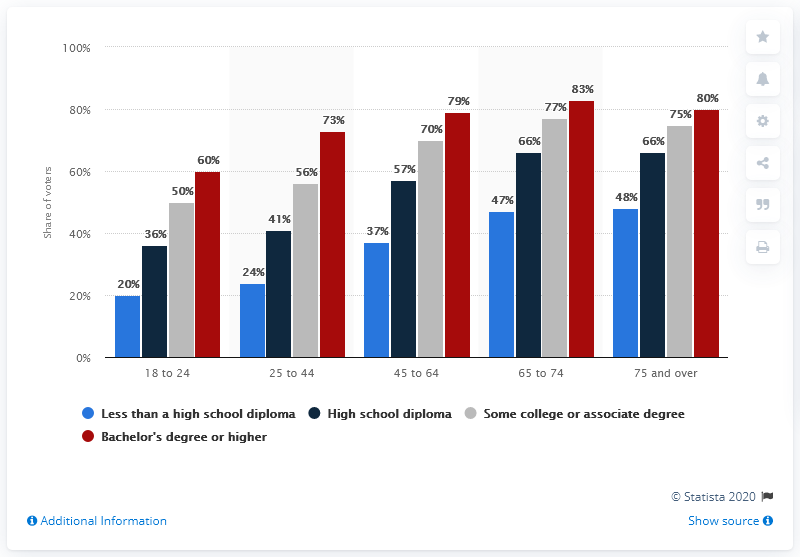 100%
80%
60%
40%
20%
0%
Share of voters
20% 36% 50% 60%
24% 41% 56% 73%
37% 57% 70% 79%
47% 66% 77% 83%
48% 66% 75% 80%
18 to 24 25 to 44 45 to 64 65 to 74 75 and over
Less than a high school diploma High school diploma Some college or associate degree
Bachelor's degree or higher
© Statista 2020
Additional Information Show source